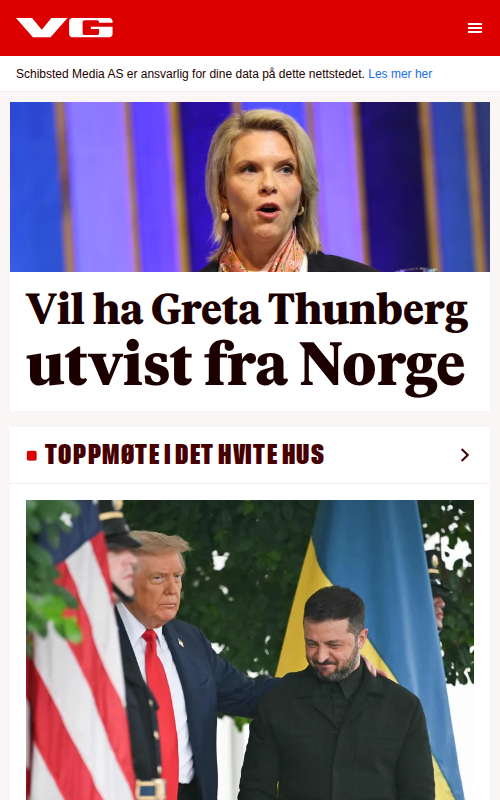 VG
Schibsted Media AS er ansvarlig for dine data på dette nettstedet. Les mer her
Vil ha Greta Thunberg
utvist fra Norge
TOPPMØTE I DET HVITE HUS